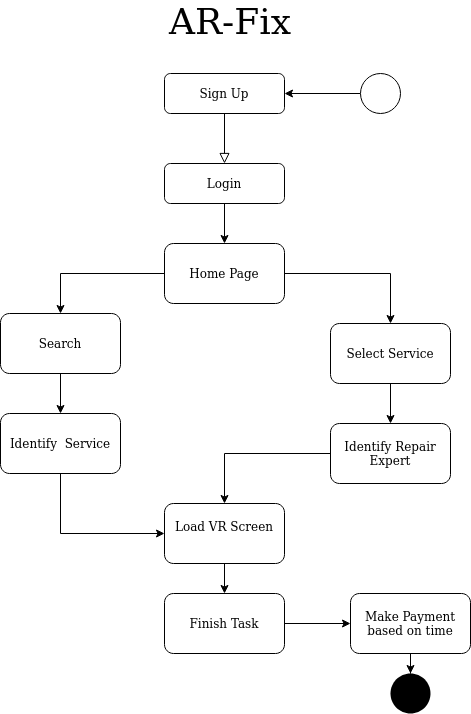 AR-Fix
Sign Up
Login
Home Page
Search
Select Service
Identify  Service
Identify Repair
Expert
Load VR Screen
Finish Task
Make Payment
based on time